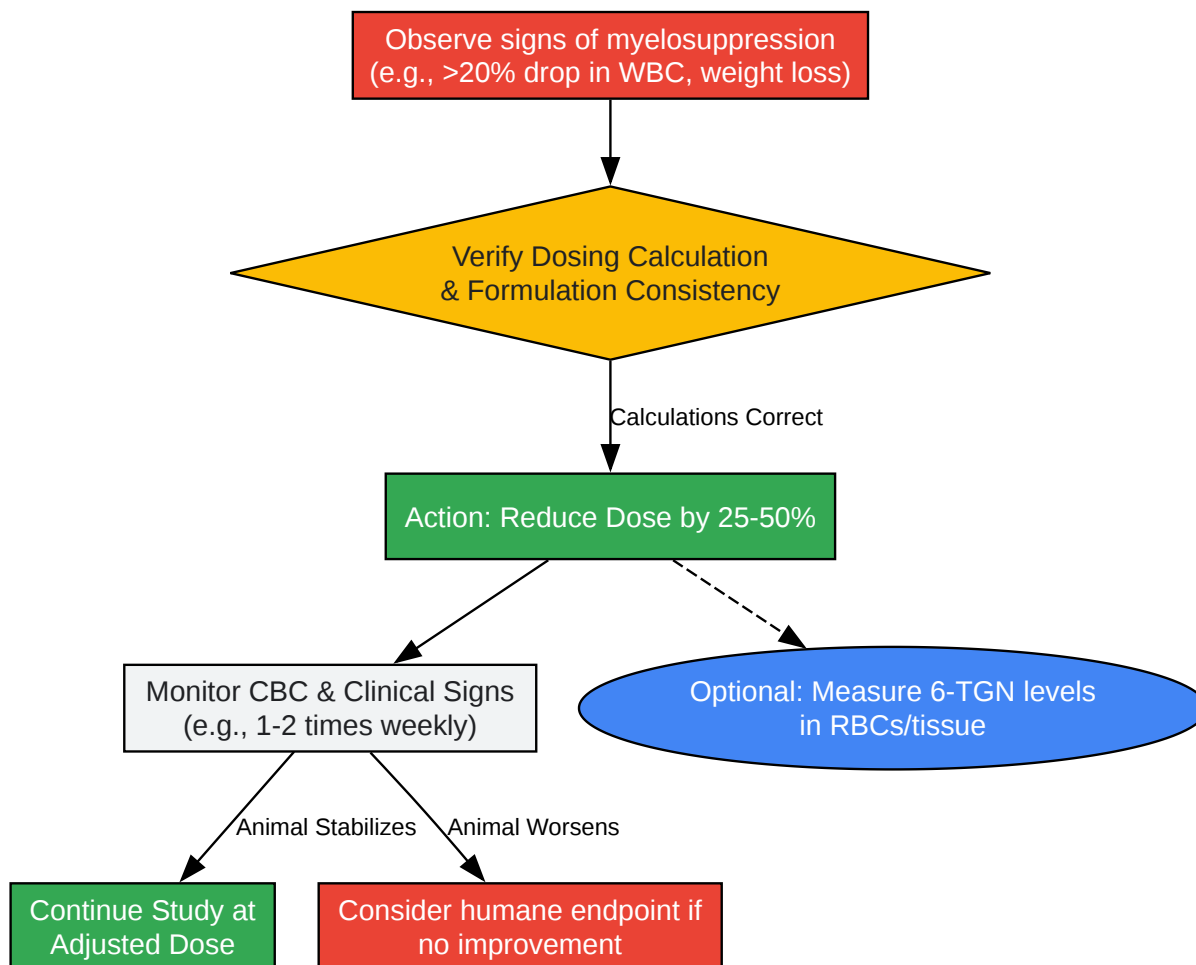 Observe signs of myelosuppression
(e.g., >20% drop in WBC, weight loss)
Verify Dosing Calculation
& Formulation Consistency
Calculations Correct
Action: Reduce Dose by 25-50%
Monitor CBC & Clinical Signs
(e.g., 1-2 times weekly)
Optional: Measure 6-TGN levels
in RBCs/tissue
Animal Stabilizes
Animal Worsens
Continue Study at
Adjusted Dose
Consider humane endpoint if
no improvement